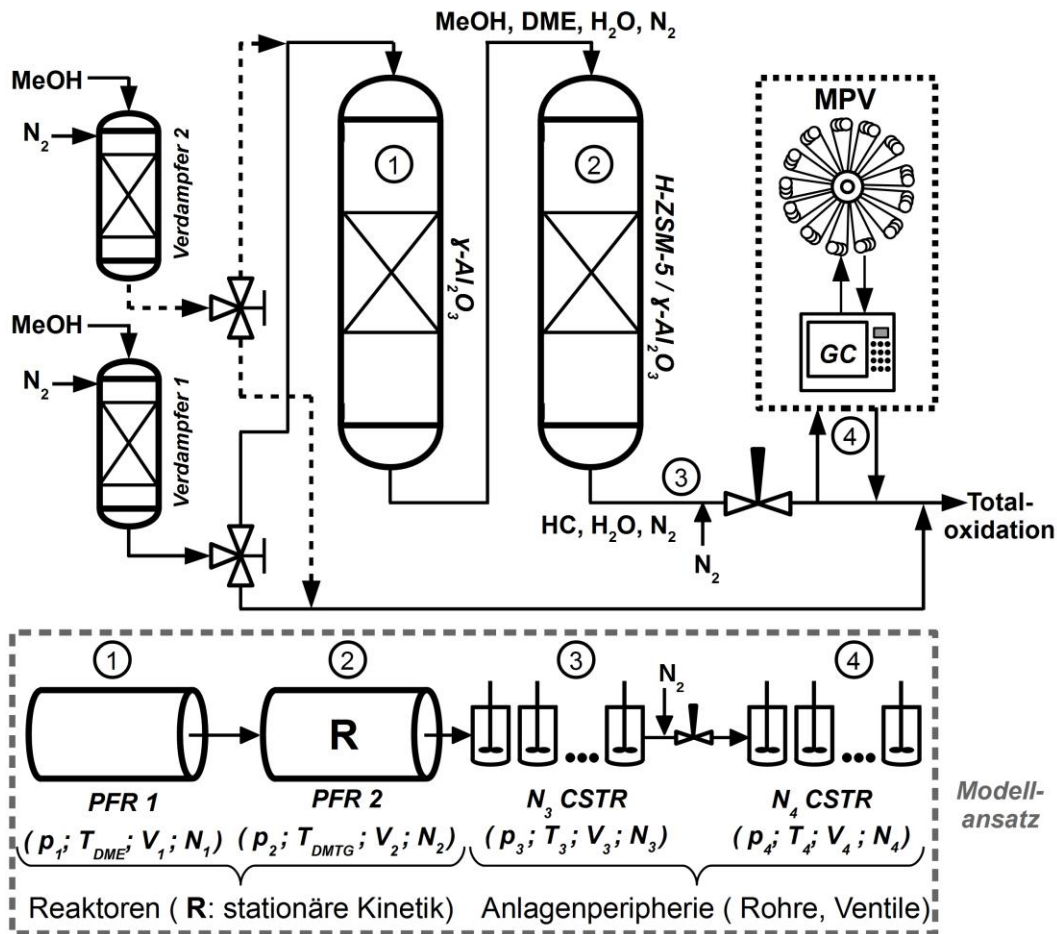 MeOH, DME, H₂O, N₂
MeOH
N₂
Verdampfer 2
MeOH
N₂
Verdampfer 1
①
γ-Al₂O₃
②
H-ZSM-5 / γ-Al₂O₃
MPV
GC
④
③
HC, H₂O, N₂
N₂
Total-
oxidation
① ② ③ ④
N₂
R
PFR 1 PFR 2 N₃ CSTR N₄ CSTR
( p₁; T_DME; V₁; N₁) ( p₂; T_DMTG; V₂; N₂) ( p₃; T₃; V₃; N₃) ( p₄; T₄; V₄; N₄)
Reaktoren ( R: stationäre Kinetik) Anlagenperipherie ( Rohre, Ventile)
Modell-
ansatz